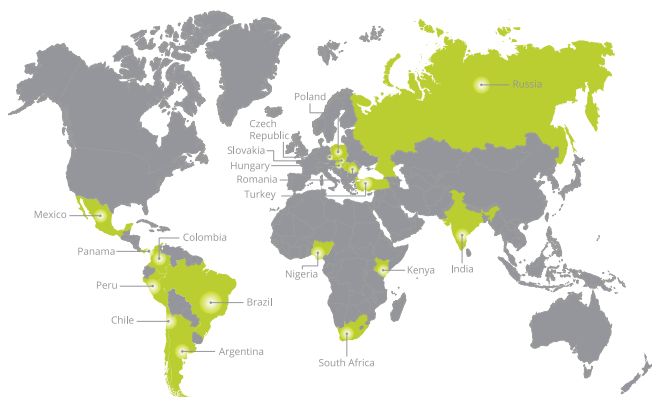 Russia
Poland
Czech
Republic
Slovakia
Hungary
Romania
Turkey
Mexico
Colombia
Panama
Nigeria
Kenya
India
Peru
Brazil
Chile
Argentina
South Africa